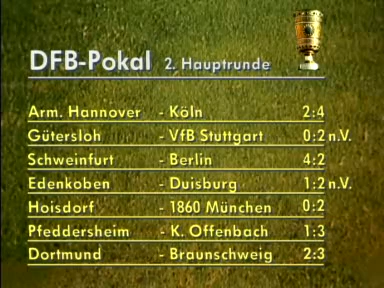 DFB-Pokal 2. Hauptrunde
Arm. Hannover - Köln 2:4
Gütersloh - VfB Stuttgart 0:2 n.V.
Schweinfurt - Berlin 4:2
Edenkoben - Duisburg 1:2 n.V.
Hoisdorf - 1860 München 0:2
Pfeddersheim - K. Offenbach 1:3
Dortmund - Braunschweig 2:3